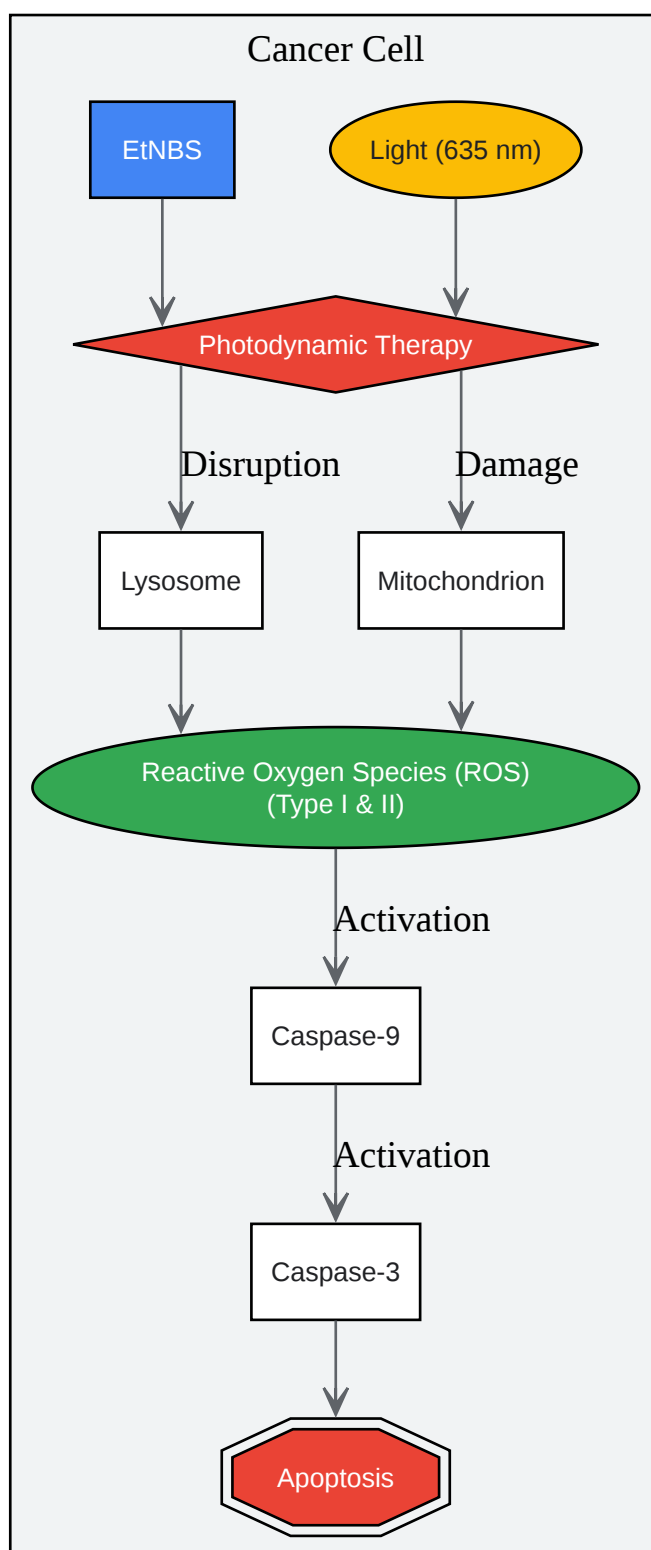 Cancer Cell
EtNBS
Light (635 nm)
Photodynamic Therapy
Disruption
Damage
Lysosome
Mitochondrion
Reactive Oxygen Species (ROS)
(Type I & II)
Activation
Caspase-9
Activation
Caspase-3
Apoptosis